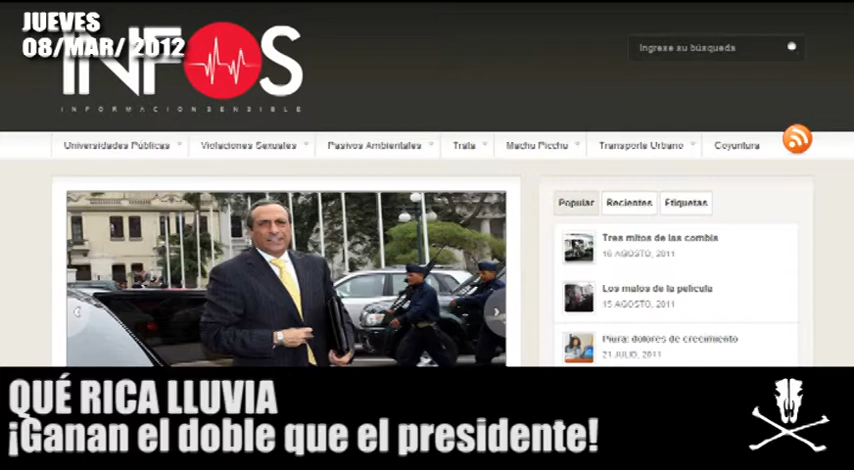 JUEVES
08/MAR/ 2012
INFOS
INFORMACIONSENSIBLE
Ingrese su búsqueda
Universidades Públicas
Violaciones Sexuales
Pasivos Ambientales
Trata
Machu Picchu
Transporte Urbano
Coyuntura
Popular
Recientes
Etiquetas
Tres mitos de las combis
16 AGOSTO, 2011
Los malos de la película
15 AGOSTO, 2011
Piura: dolores de crecimiento
21 JULIO, 2011
QUÉ RICA LLUVIA
¡Ganan el doble que el presidente!